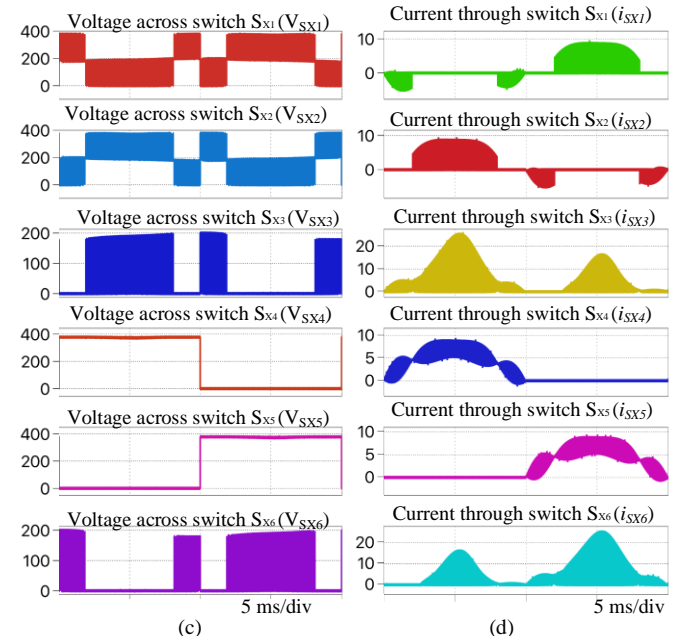 Voltage across switch SX1 (VSX1)
400
200
0
Voltage across switch SX2 (VSX2)
400
200
0
Voltage across switch SX3 (VSX3)
200
100
0
Voltage across switch SX4 (VSX4)
400
200
0
Voltage across switch SX5 (VSX5)
400
200
0
Voltage across switch SX6 (VSX6)
200
100
0
5 ms/div
(c)
Current through switch SX1 (iSX1)
10
0
Current through switch SX2 (iSX2)
10
0
Current through switch SX3 (iSX3)
20
10
0
Current through switch SX4 (iSX4)
10
5
0
Current through switch SX5 (iSX5)
10
5
0
Current through switch SX6 (iSX6)
20
10
0
5 ms/div
(d)